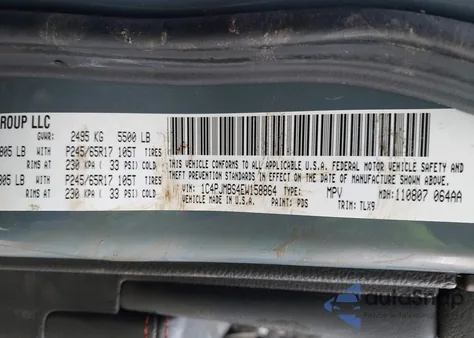 GROUP LLC
GVWR: 2495 KG 5500 LB
805 LB WITH P245/65R17 105T TIRES
RIMS AT 230 KPA ( 33 PSI) COLD
805 LB WITH P245/65R17 105T TIRES
RIMS AT 230 KPA ( 33 PSI) COLD
THIS VEHICLE CONFORMS TO ALL APPLICABLE U.S.A. FEDERAL MOTOR VEHICLE SAFETY AND
THEFT PREVENTION STANDARDS IN EFFECT ON THE DATE OF MANUFACTURE SHOWN ABOVE.
VIN: 1C4PJMBS4EW158864 TYPE: MPV MDH: 110807 064AA
VEHICLE MADE IN U.S.A. PAINT: PDS TRIM: TLX9
autoSnap